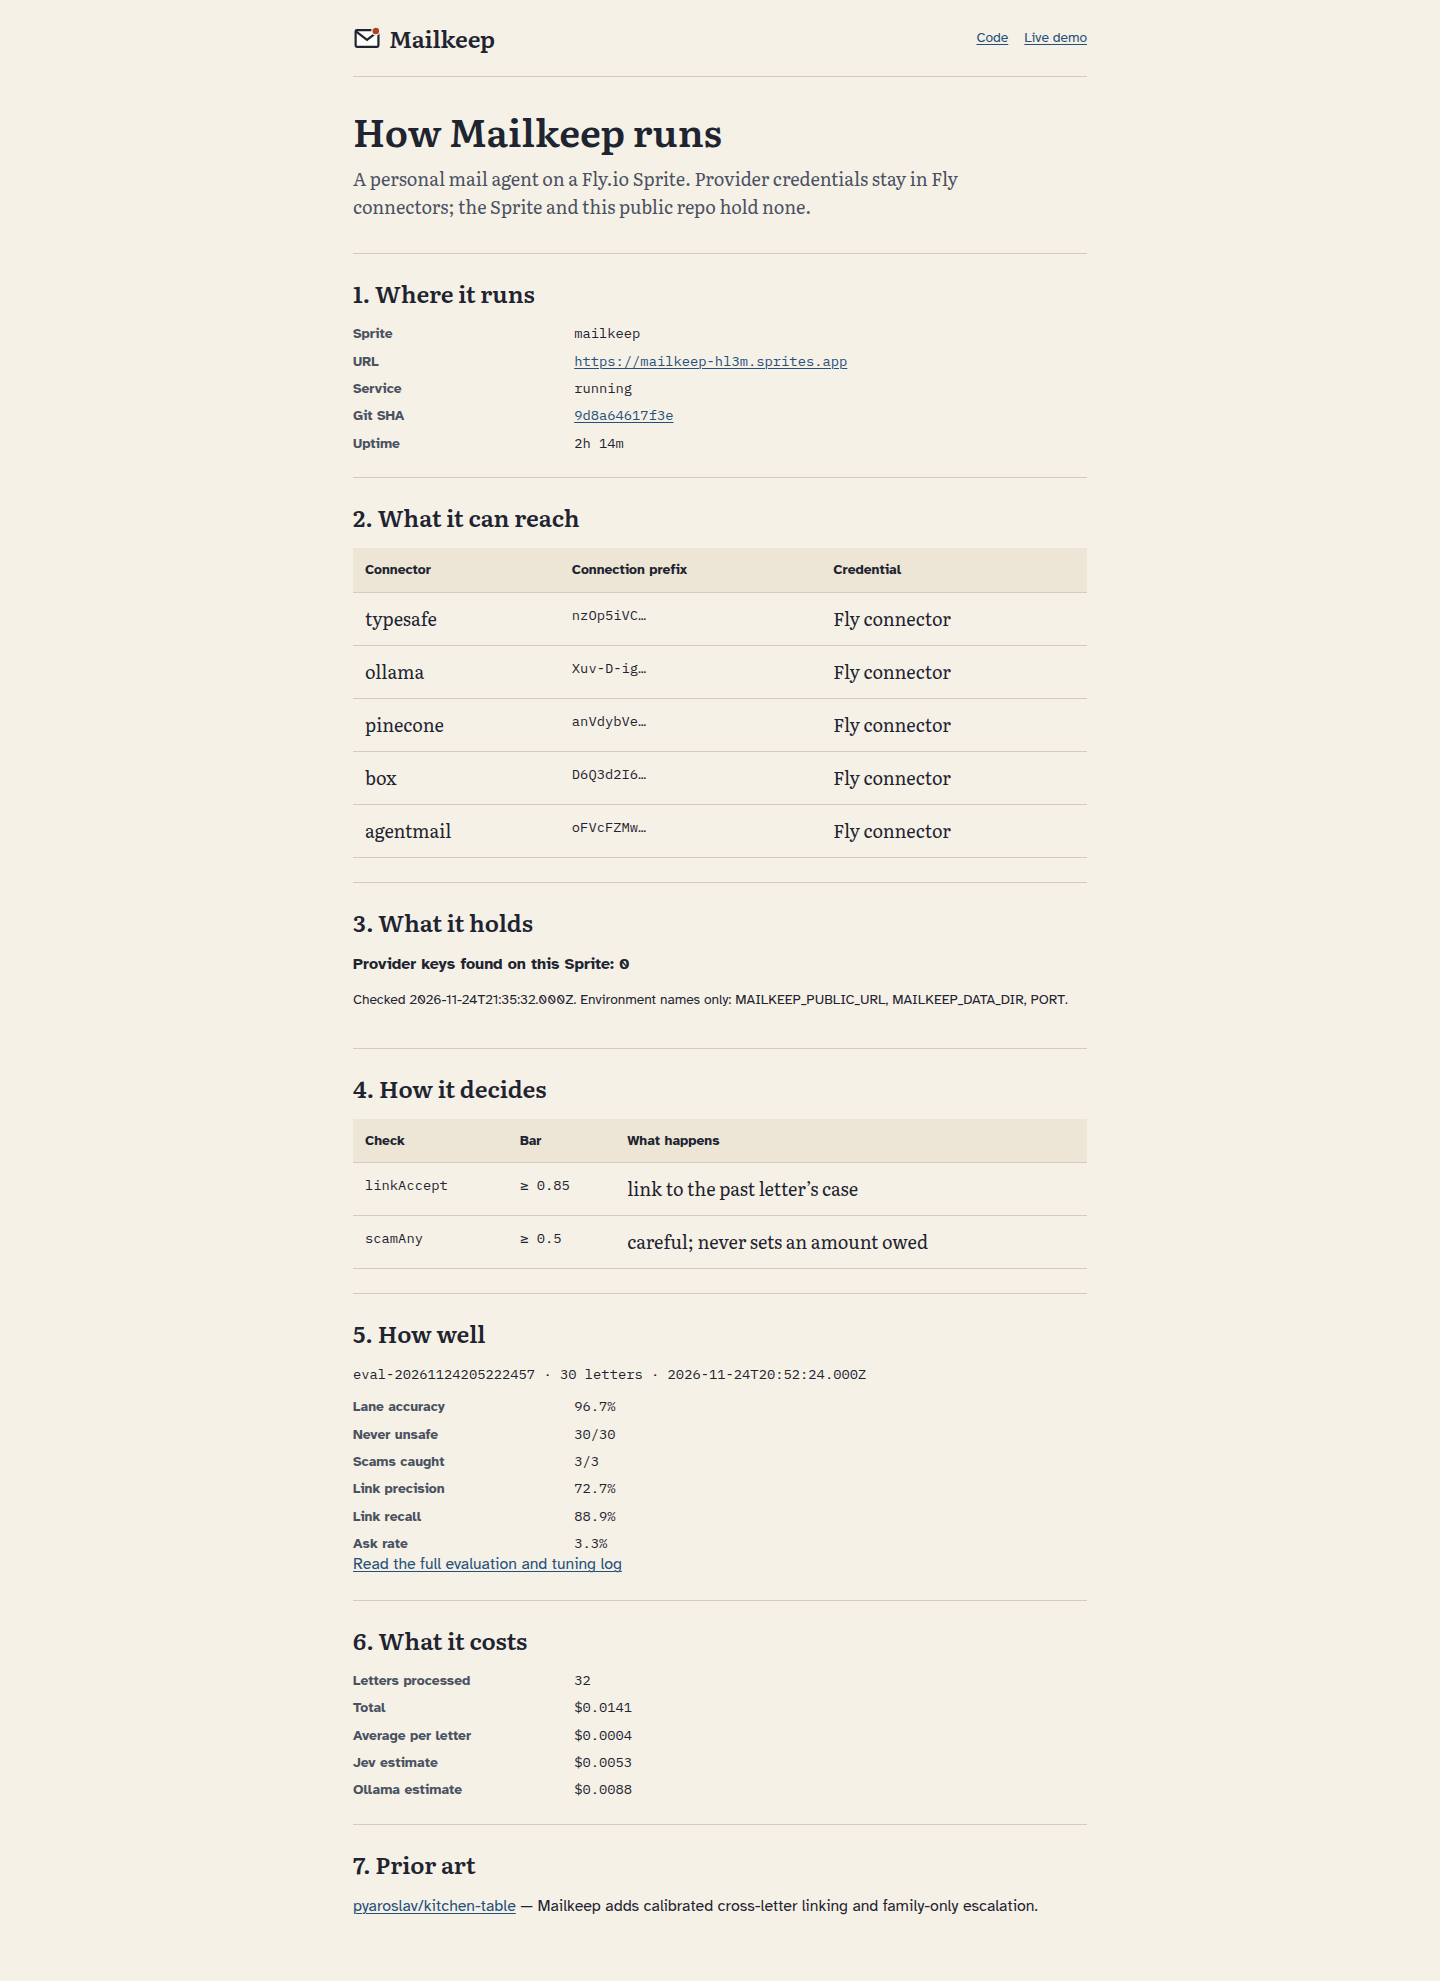 Mailkeep
Code Live demo
How Mailkeep runs
A personal mail agent on a Fly.io Sprite. Provider credentials stay in Fly
connectors; the Sprite and this public repo hold none.
1. Where it runs
Sprite mailkeep
URL https://mailkeep-hl3m.sprites.app
Service running
Git SHA 9d8a64617f3e
Uptime 2h 14m
2. What it can reach
Connector Connection prefix Credential
typesafe nzOp5iVC… Fly connector
ollama Xuv-D-ig… Fly connector
pinecone anVdybVe… Fly connector
box D6Q3d2I6… Fly connector
agentmail oFVcFZMw… Fly connector
3. What it holds
Provider keys found on this Sprite: 0
Checked 2026-11-24T21:35:32.000Z. Environment names only: MAILKEEP_PUBLIC_URL, MAILKEEP_DATA_DIR, PORT.
4. How it decides
Check Bar What happens
linkAccept ≥ 0.85 link to the past letter’s case
scamAny ≥ 0.5 careful; never sets an amount owed
5. How well
eval-20261124205222457 · 30 letters · 2026-11-24T20:52:24.000Z
Lane accuracy 96.7%
Never unsafe 30/30
Scams caught 3/3
Link precision 72.7%
Link recall 88.9%
Ask rate 3.3%
Read the full evaluation and tuning log
6. What it costs
Letters processed 32
Total $0.0141
Average per letter $0.0004
Jev estimate $0.0053
Ollama estimate $0.0088
7. Prior art
pyaroslav/kitchen-table — Mailkeep adds calibrated cross-letter linking and family-only escalation.